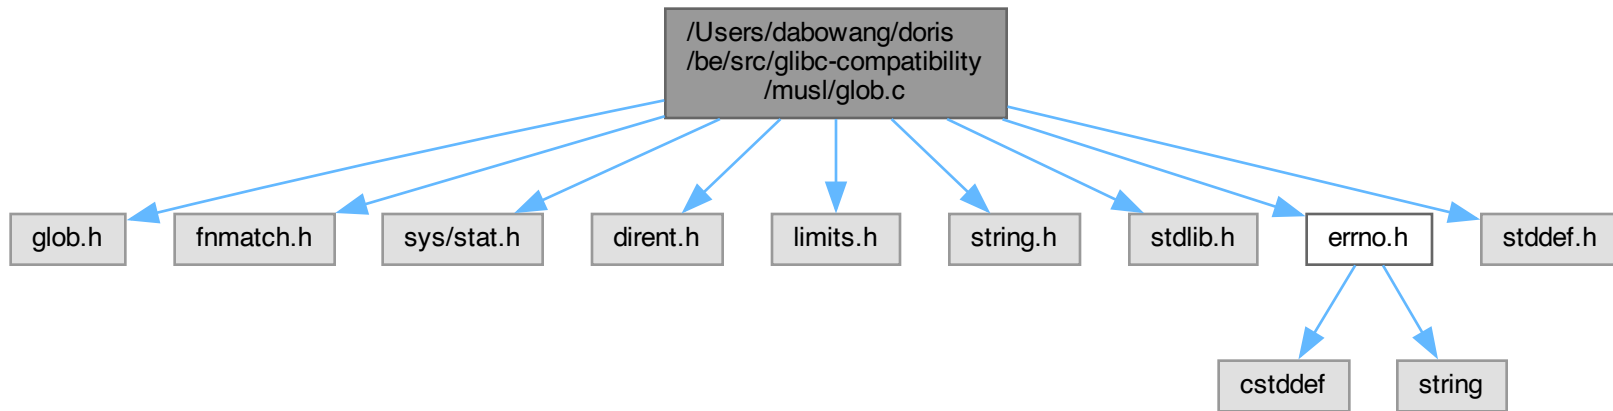 /Users/dabowang/doris
/be/src/glibc-compatibility
/musl/glob.c
glob.h
fnmatch.h
sys/stat.h
dirent.h
limits.h
string.h
stdlib.h
errno.h
stddef.h
cstddef
string